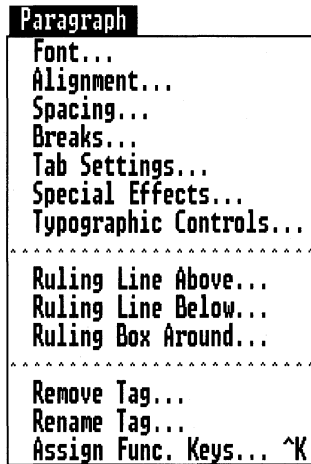 Paragraph
Font...
Alignment...
Spacing...
Breaks...
Tab Settings...
Special Effects...
Typographic Controls...
Ruling Line Above...
Ruling Line Below...
Ruling Box Around...
Remove Tag...
Rename Tag...
Assign Func. Keys... ^K